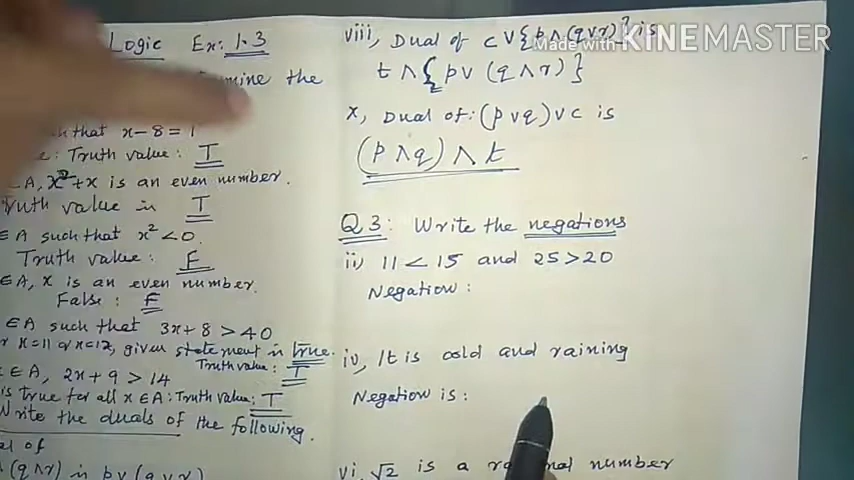 Logic Ex: 1.3
the
that x-8=1
Truth value: T
∈A, x²+x is an even number.
Truth value is T
∈A such that x²<0.
Truth value: F
∈A, x is an even number.
False: F
∈A such that 3x+8 > 40
x=11 or x=12, given statement is true.
Truth value: T
∈A, 2x+9 > 14
is true for all x∈A: Truth value: T
Write the duals of the following.
of
(q∧r) is p∨(q∨r)
viii, Dual of c∨{p∧(q∨r)} is
t∧{p∨(q∧r)}
x, Dual of: (p∨q)∨c is
(p∧q)∧t
Q3: Write the negations
ii, 11 < 15 and 25 > 20
Negation:
iv, It is cold and raining
Negation is:
vi, √2 is a number
Made with KINEMASTER